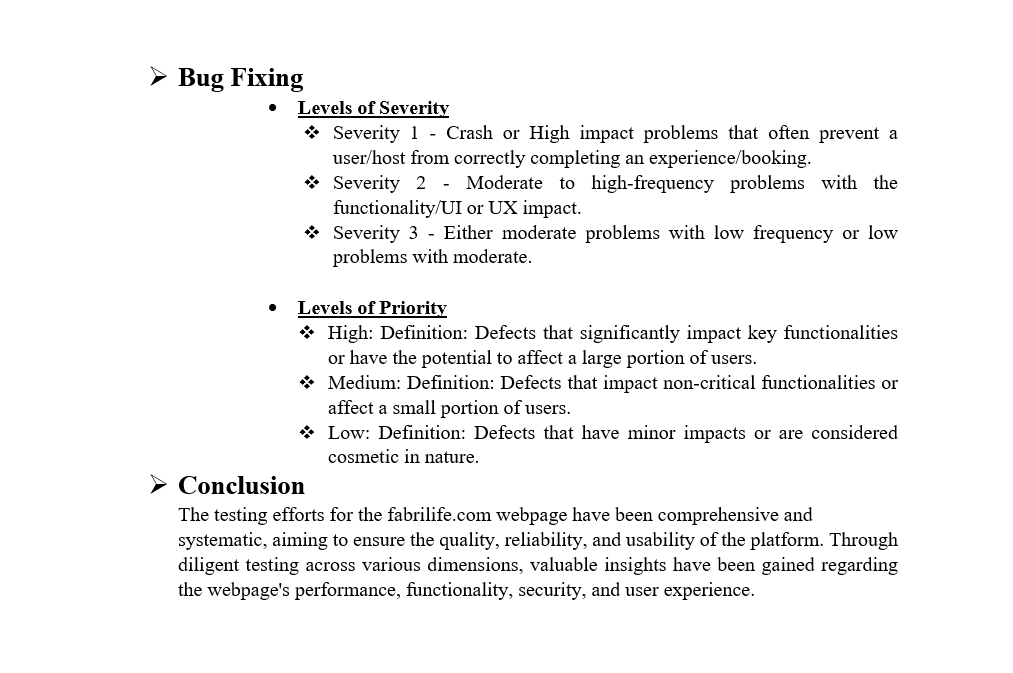 ➢ Bug Fixing
• Levels of Severity
❖ Severity 1 - Crash or High impact problems that often prevent a
user/host from correctly completing an experience/booking.
❖ Severity 2 - Moderate to high-frequency problems with the
functionality/UI or UX impact.
❖ Severity 3 - Either moderate problems with low frequency or low
problems with moderate.
• Levels of Priority
❖ High: Definition: Defects that significantly impact key functionalities
or have the potential to affect a large portion of users.
❖ Medium: Definition: Defects that impact non-critical functionalities or
affect a small portion of users.
❖ Low: Definition: Defects that have minor impacts or are considered
cosmetic in nature.
➢ Conclusion
The testing efforts for the fabrilife.com webpage have been comprehensive and
systematic, aiming to ensure the quality, reliability, and usability of the platform. Through
diligent testing across various dimensions, valuable insights have been gained regarding
the webpage's performance, functionality, security, and user experience.